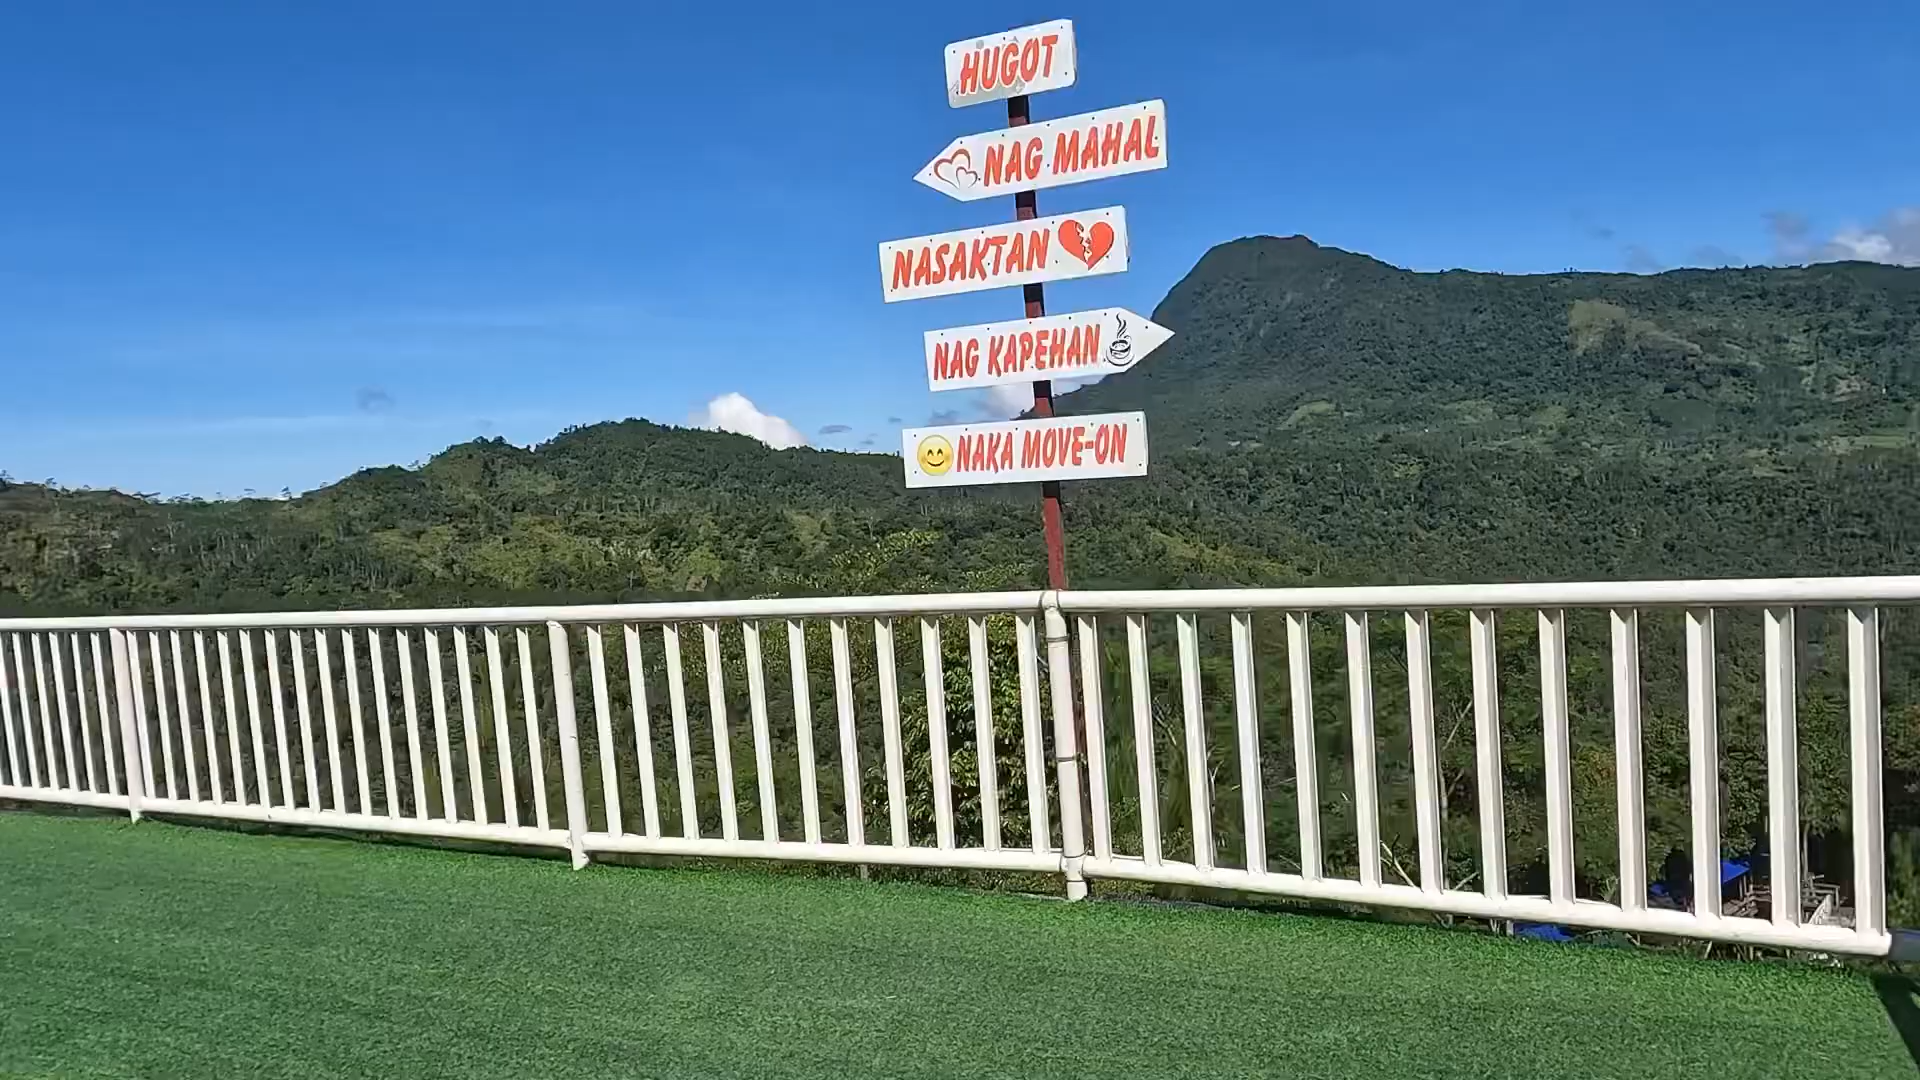 HUGOT
NAG MAHAL
NASAKTAN
NAG KAPEHAN
NAKA MOVE-ON